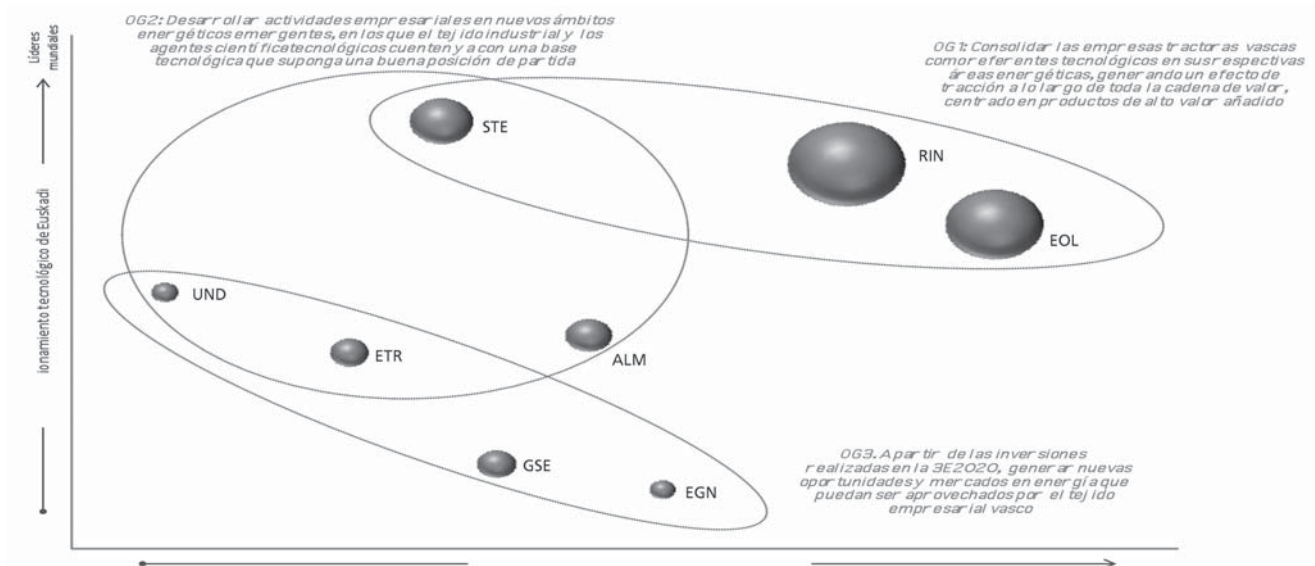 OG2: Desarrollar actividades empresariales en nuevos ámbitos
energéticos emergentes, en los que el tejido industrial y los
agentes científicetecnológicos cuenten ya con una base
tecnológica que suponga una buena posición de partida
OG1: Consolidar las empresas tractoras vascas
como referentes tecnológicos en sus respectivas
áreas energéticas, generando un efecto de
tracción a lo largo de toda la cadena de valor,
centrado en productos de alto valor añadido
Líderes
mundiales
STE
RIN
EOL
ionamiento tecnológico de Euskadi
UND
ETR
ALM
GSE
EGN
OG3. A partir de las inversiones
realizadas en la 3E2020, generar nuevas
oportunidades y mercados en energía que
puedan ser aprovechados por el tejido
empresarial vasco